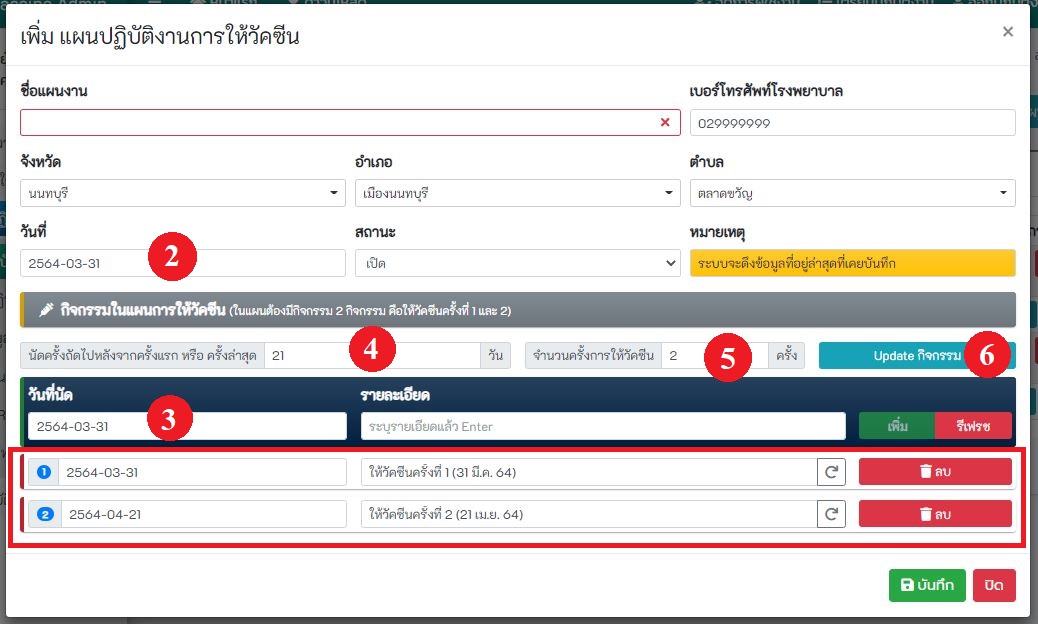 เพิ่ม แผนปฏิบัติงานการให้วัคซีน ×
ชื่อแผนงาน เบอร์โทรศัพท์โรงพยาบาล
029999999
จังหวัด อำเภอ ตำบล
นนทบุรี เมืองนนทบุรี ตลาดขวัญ
วันที่ สถานะ หมายเหตุ
2564-03-31 2 เปิด ระบบจะดึงข้อมูลที่อยู่ล่าสุดที่เคยบันทึก
กิจกรรมในแผนการให้วัคซีน (ในแผนต้องมีกิจกรรม 2 กิจกรรม คือให้วัคซีนครั้งที่ 1 และ 2)
นัดครั้งถัดไปหลังจากครั้งแรก หรือ ครั้งล่าสุด 21 4 วัน จำนวนครั้งการให้วัคซีน 2 5 ครั้ง Update กิจกรรม 6
วันที่นัด รายละเอียด
2564-03-31 3 ระบุรายเอียดแล้ว Enter เพิ่ม รีเฟรช
1 2564-03-31 ให้วัคซีนครั้งที่ 1 (31 มี.ค. 64) ลบ
2 2564-04-21 ให้วัคซีนครั้งที่ 2 (21 เม.ย. 64) ลบ
บันทึก ปิด